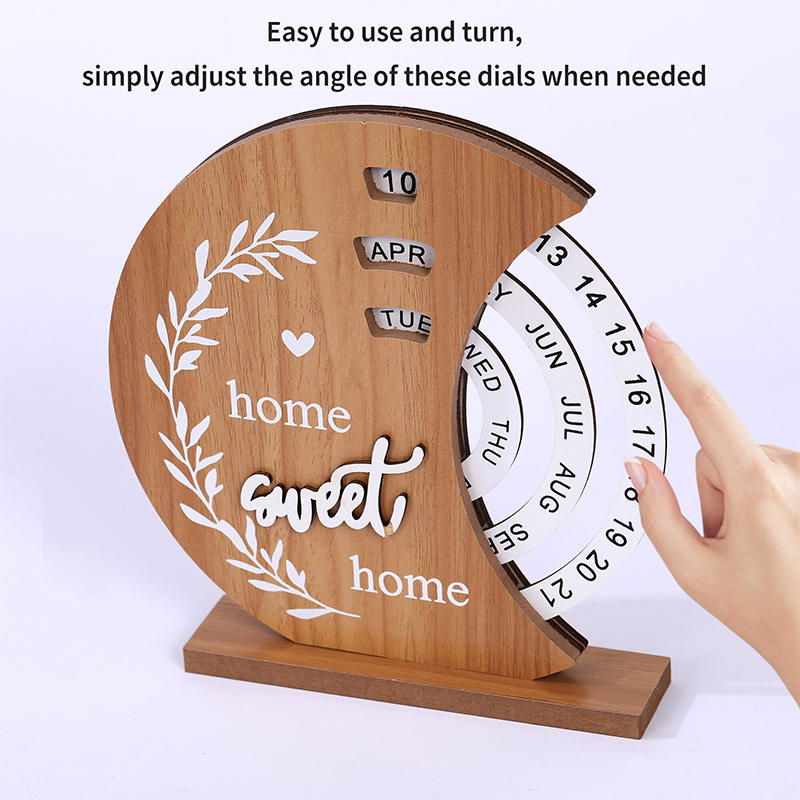 Easy to use and turn,
simply adjust the angle of these dials when needed
10
APR
TUE
home
sweet
home
13
14
15
16
17
19
20
21
JUN
JUL
AUG
THU